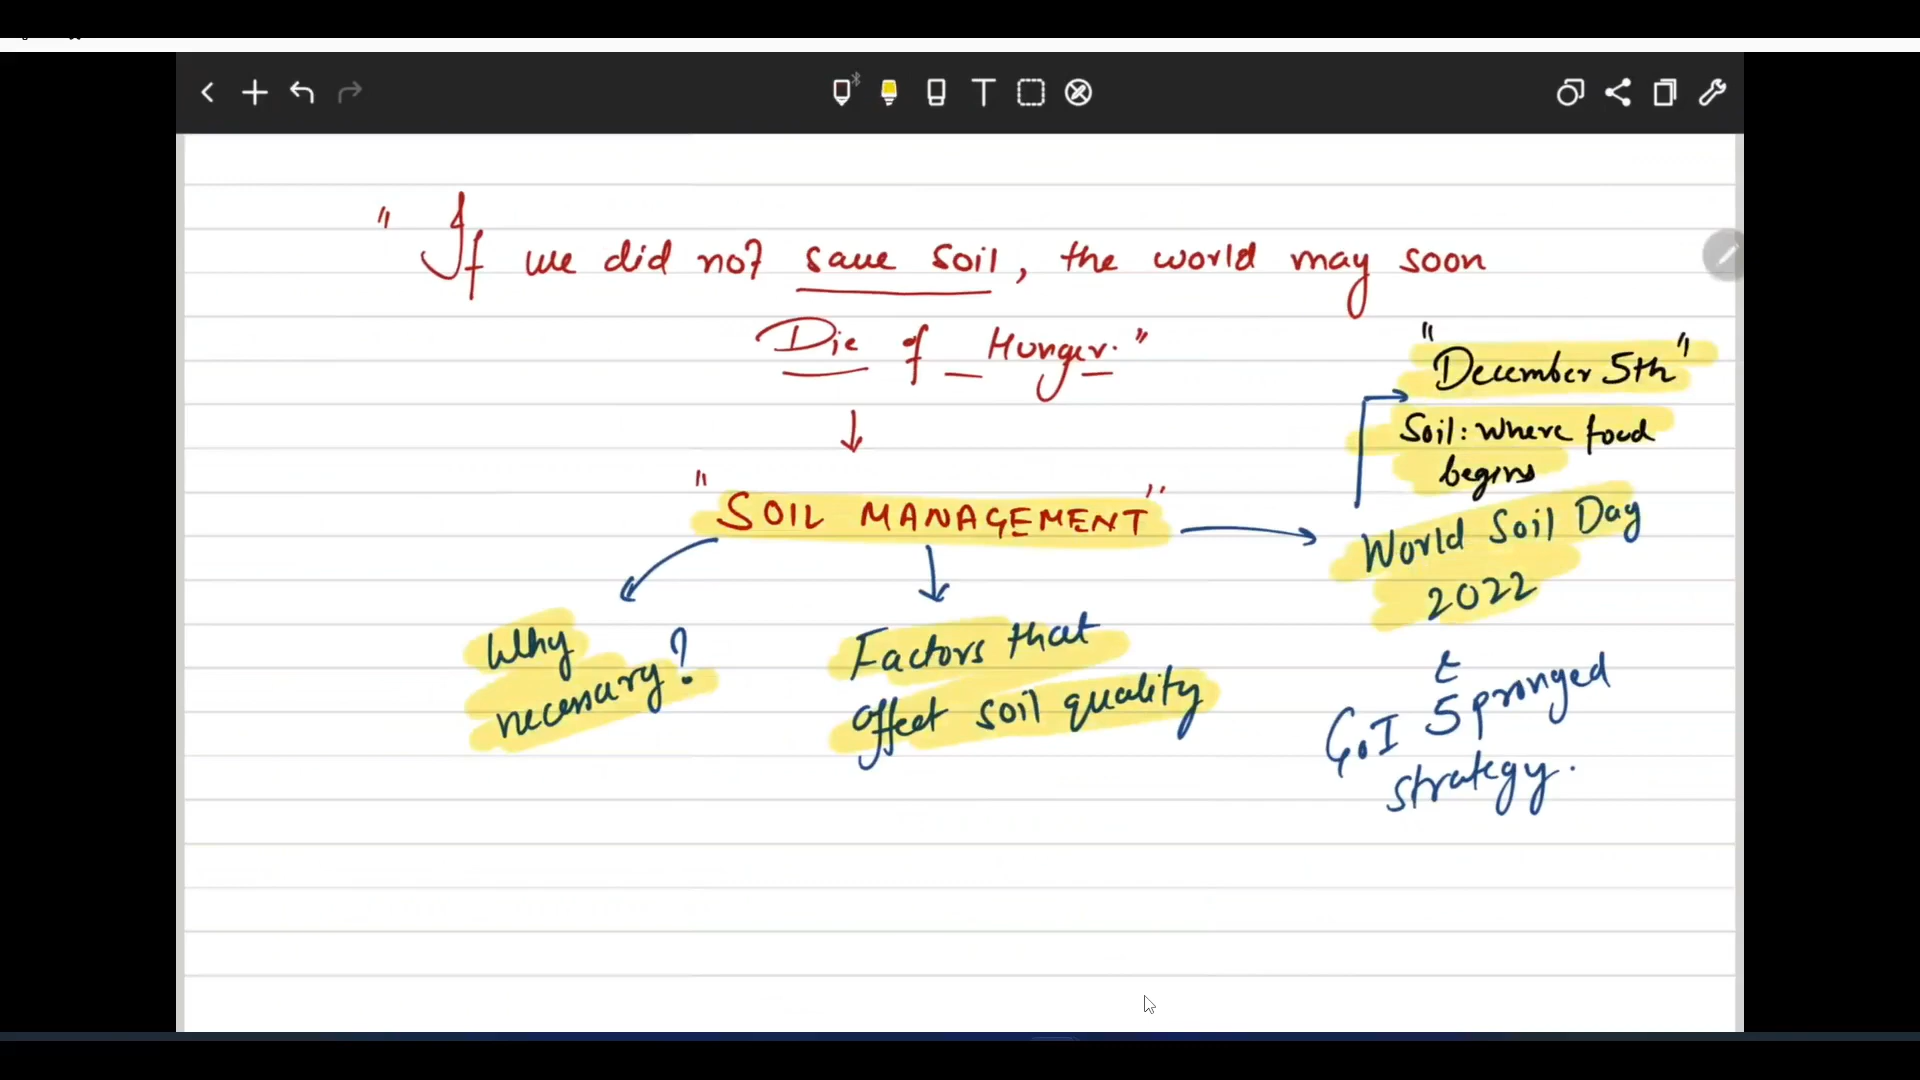 " If we did not save soil, the world may soon
Die of Hunger."
"December 5th"
Soil: where food
begins
"SOIL MANAGEMENT"
World Soil Day
2022
Why
necessary?
Factors that
affect soil quality
&
GoI 5 pronged
strategy.